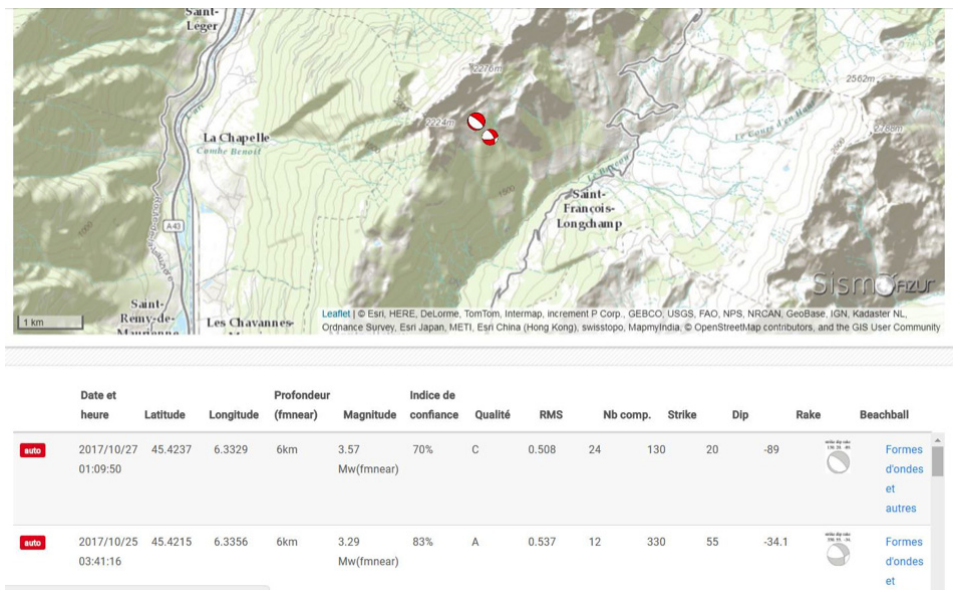 Saint-
Leger
2276m
2562m
2224m
La Chapelle
Combe Benoit
1500
Saint-
François-
Longchamp
A43
1000
SismOAzur
Saint-
Remy-de-
Maurienne
Les Chavannes-
1 km
Leaflet | © Esri, HERE, DeLorme, TomTom, Intermap, increment P Corp., GEBCO, USGS, FAO, NPS, NRCAN, GeoBase, IGN, Kadaster NL,
Ordnance Survey, Esri Japan, METI, Esri China (Hong Kong), swisstopo, MapmyIndia, © OpenStreetMap contributors, and the GIS User Community
Date et heure Latitude Longitude Profondeur (fmnear) Magnitude Indice de confiance Qualité RMS Nb comp. Strike Dip Rake Beachball
auto 2017/10/27 45.4237 6.3329 6km 3.57 70% C 0.508 24 130 20 -89 Formes
01:09:50 Mw(fmnear) d'ondes
et
autres
auto 2017/10/25 45.4215 6.3356 6km 3.29 83% A 0.537 12 330 55 -34.1 Formes
03:41:16 Mw(fmnear) d'ondes
et